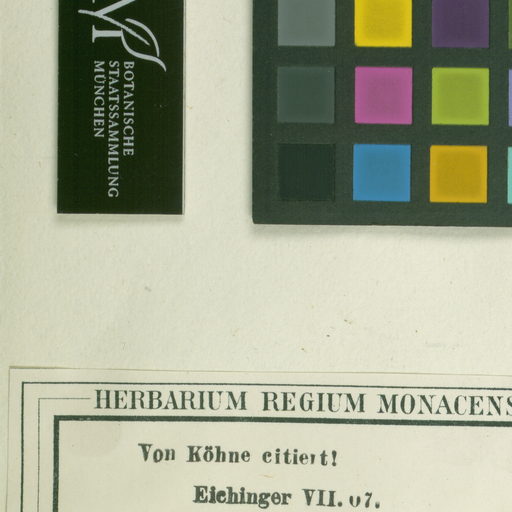 BOTANISCHE
STAATSSAMMLUNG
MÜNCHEN
HERBARIUM REGIUM MONACENS
Von Köhne citiert!
Eichinger VII. 07.